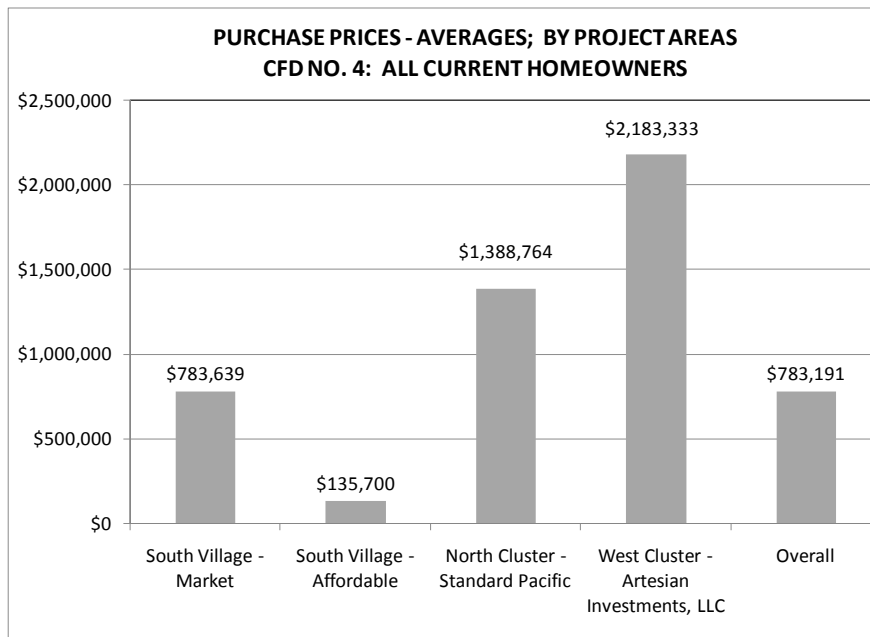 PURCHASE PRICES - AVERAGES; BY PROJECT AREAS
CFD NO. 4: ALL CURRENT HOMEOWNERS
$2,500,000
$2,000,000
$1,500,000
$1,000,000
$500,000
$0
$783,639
$135,700
$1,388,764
$2,183,333
$783,191
South Village -
Market
South Village -
Affordable
North Cluster -
Standard Pacific
West Cluster -
Artesian
Investments, LLC
Overall